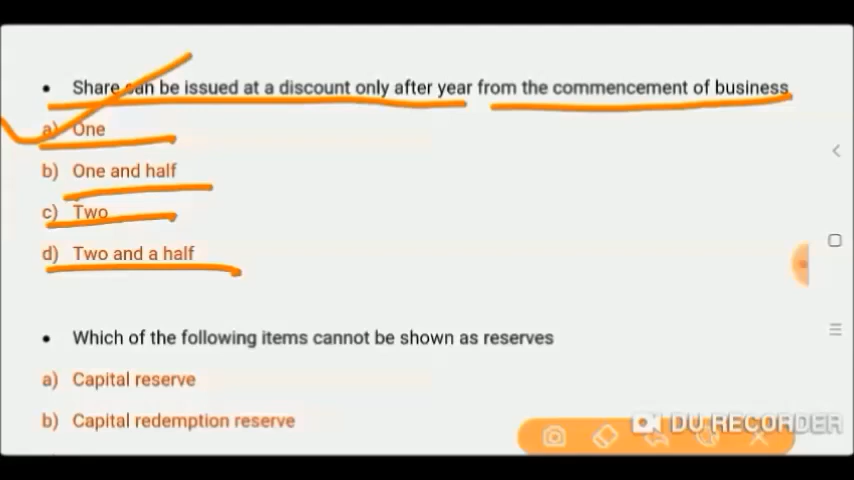 • Share can be issued at a discount only after year from the commencement of business
a) One
b) One and half
c) Two
d) Two and a half
• Which of the following items cannot be shown as reserves
a) Capital reserve
b) Capital redemption reserve
DU RECORDER